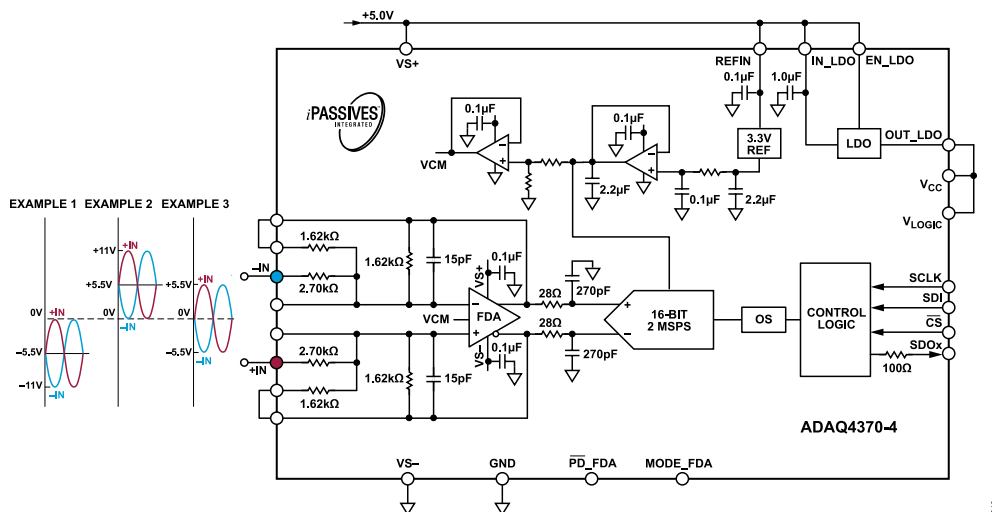 +5.0V
VS+
REFIN
IN_LDO
EN_LDO
0.1µF
1.0µF
iPASSIVES
INTEGRATED
0.1µF
0.1µF
3.3V
REF
LDO
OUT_LDO
VCM
−
+
−
+
2.2µF
0.1µF
2.2µF
VCC
VLOGIC
EXAMPLE 1
EXAMPLE 2
EXAMPLE 3
+11V
+IN
+5.5V
+5.5V
+IN
0V
+IN
0V
−IN
0V
−5.5V
−5.5V
−IN
−11V
−IN
1.62kΩ
−IN
2.70kΩ
1.62kΩ
15pF
VS+
0.1µF
28Ω
270pF
−
FDA
+
VCM
28Ω
+
−
16-BIT
2 MSPS
OS
CONTROL
LOGIC
SCLK
SDI
CS
SDOx
100Ω
2.70kΩ
+IN
1.62kΩ
1.62kΩ
15pF
VS−
0.1µF
270pF
ADAQ4370-4
VS−
GND
PD_FDA
MODE_FDA